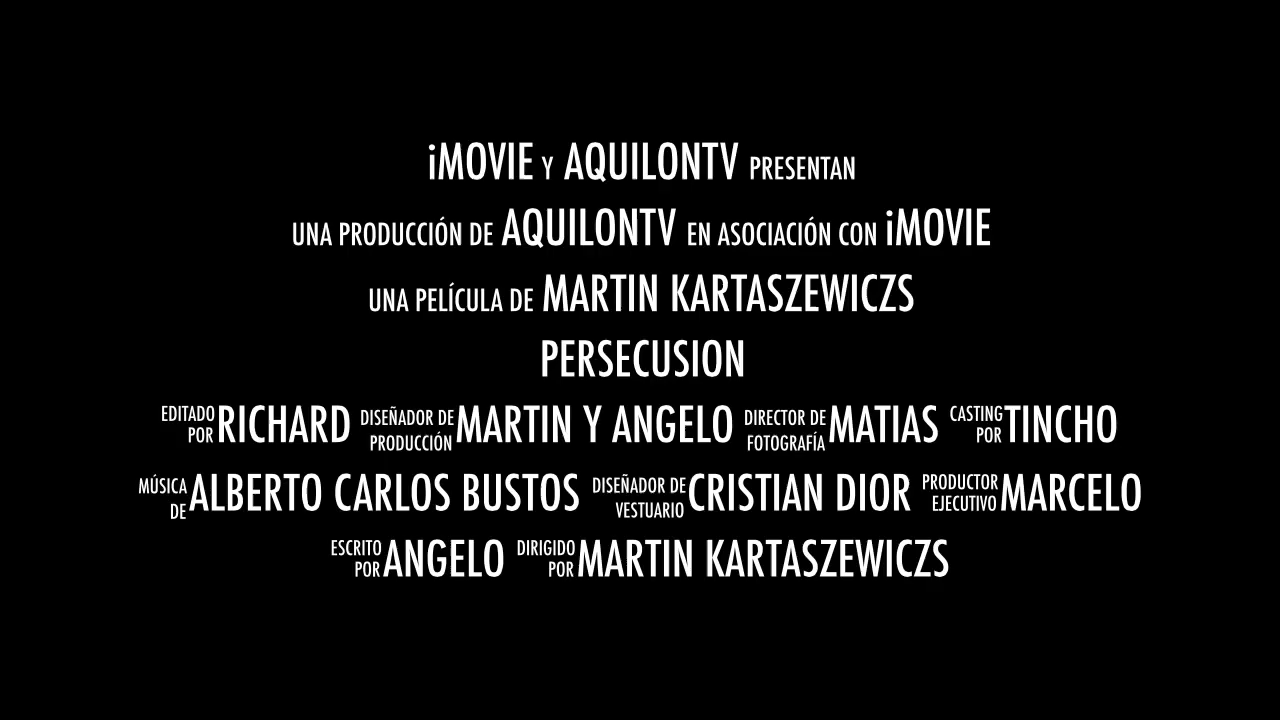 iMOVIE Y AQUILONTV PRESENTAN
UNA PRODUCCIÓN DE AQUILONTV EN ASOCIACIÓN CON iMOVIE
UNA PELÍCULA DE MARTIN KARTASZEWICZS
PERSECUSION
EDITADO POR RICHARD DISEÑADOR DE PRODUCCIÓN MARTIN Y ANGELO DIRECTOR DE FOTOGRAFÍA MATIAS CASTING POR TINCHO
MÚSICA DE ALBERTO CARLOS BUSTOS DISEÑADOR DE VESTUARIO CRISTIAN DIOR PRODUCTOR EJECUTIVO MARCELO
ESCRITO POR ANGELO DIRIGIDO POR MARTIN KARTASZEWICZS